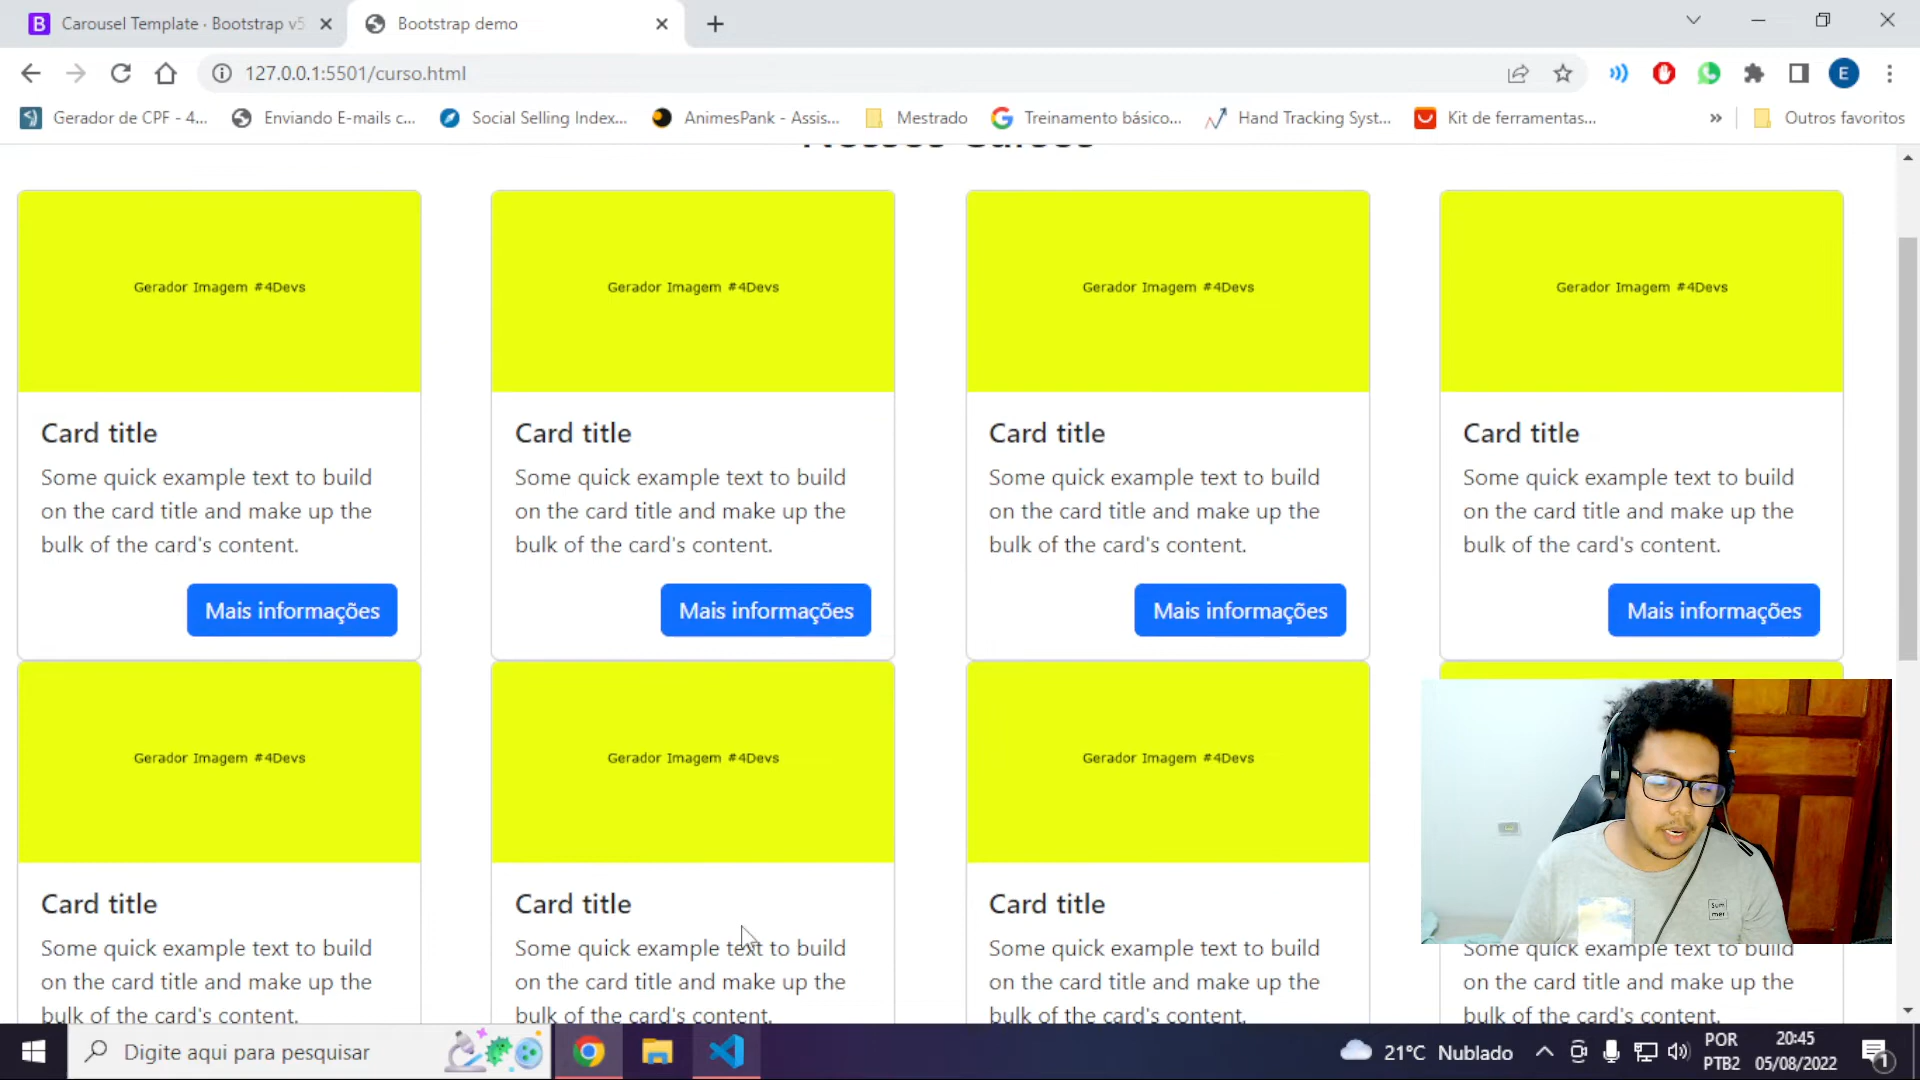 Carousel Template · Bootstrap v5
Bootstrap demo
127.0.0.1:5501/curso.html
E
Gerador de CPF - 4...
Enviando E-mails c...
Social Selling Index...
AnimesPank - Assis...
Mestrado
Treinamento básico...
Hand Tracking Syst...
Kit de ferramentas...
»
Outros favoritos
Nossos Cursos
Gerador Imagem #4Devs
Gerador Imagem #4Devs
Gerador Imagem #4Devs
Gerador Imagem #4Devs
Card title
Card title
Card title
Card title
Some quick example text to build
on the card title and make up the
bulk of the card's content.
Some quick example text to build
on the card title and make up the
bulk of the card's content.
Some quick example text to build
on the card title and make up the
bulk of the card's content.
Some quick example text to build
on the card title and make up the
bulk of the card's content.
Mais informações
Mais informações
Mais informações
Mais informações
Gerador Imagem #4Devs
Gerador Imagem #4Devs
Gerador Imagem #4Devs
Card title
Card title
Card title
Some quick example text to build
on the card title and make up the
bulk of the card's content.
Some quick example text to build
on the card title and make up the
bulk of the card's content.
Some quick example text to build
on the card title and make up the
bulk of the card's content.
Some quick example text to build
on the card title and make up the
bulk of the card's content.
Sum
mer
Digite aqui para pesquisar
21°C Nublado
POR
PTB2
20:45
05/08/2022
1